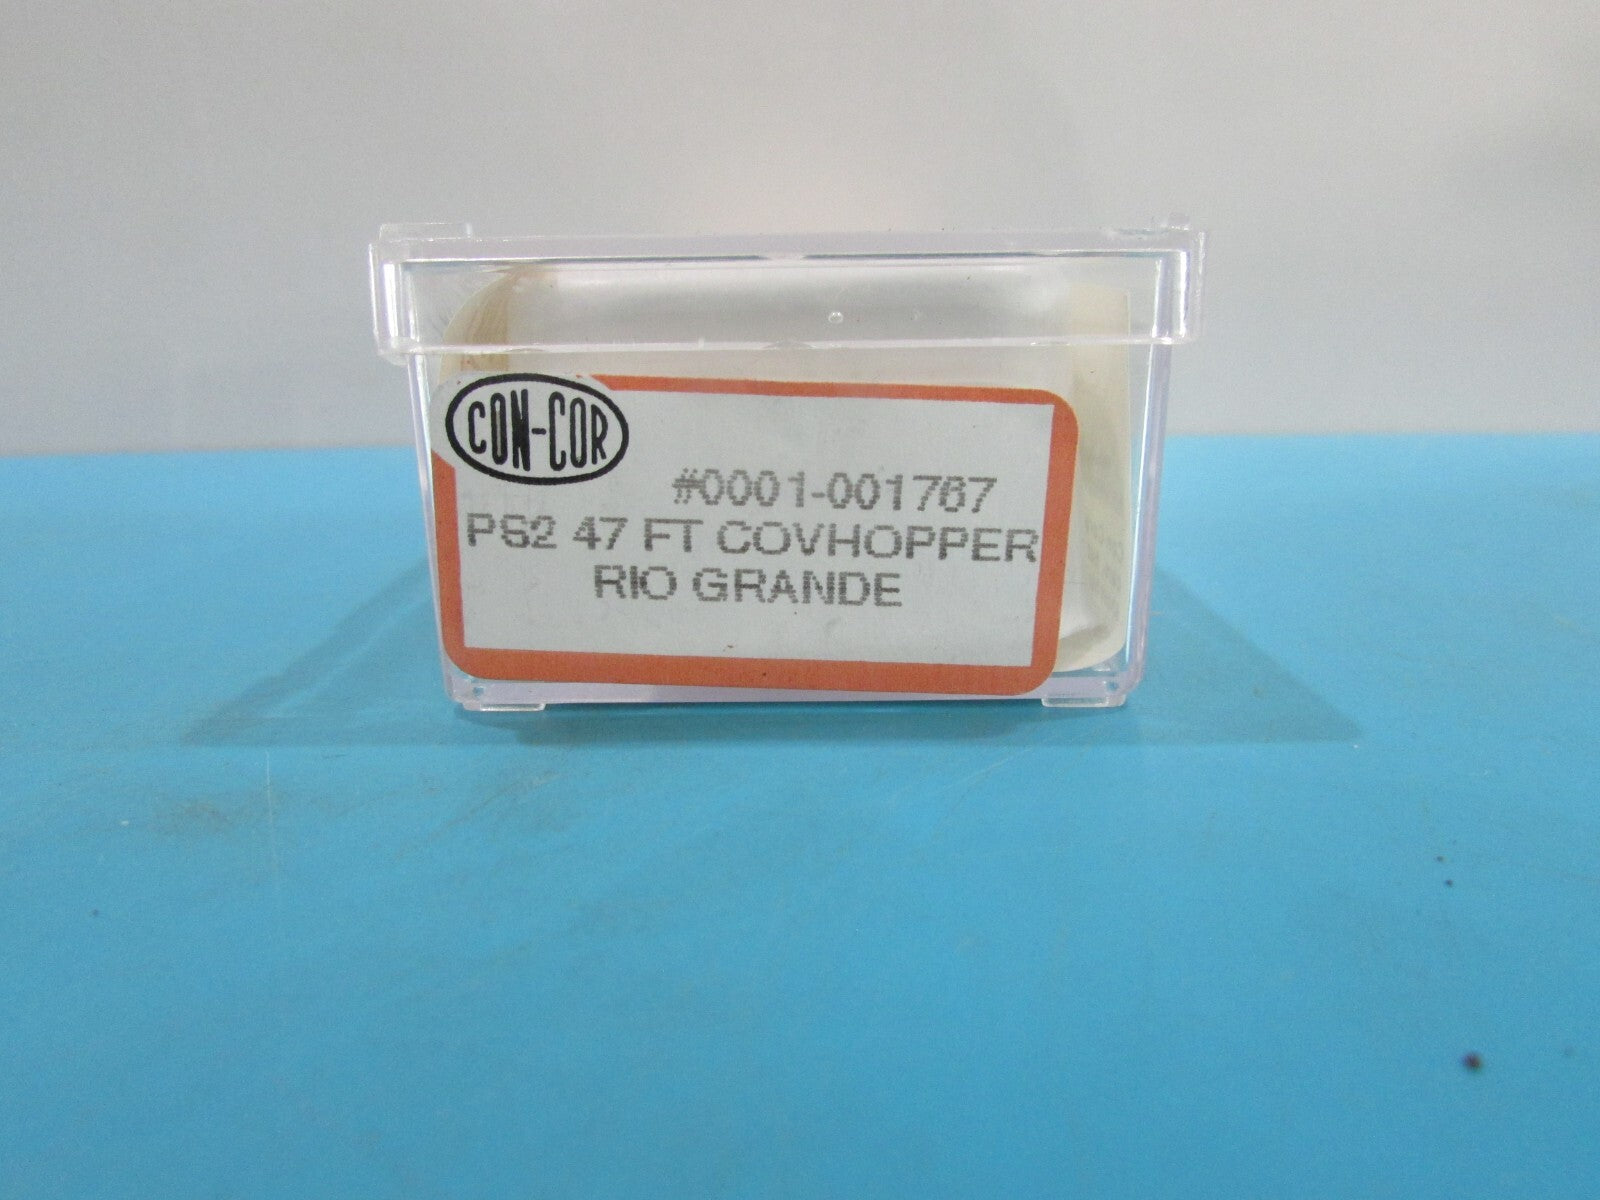 CON-COR
#0001-001767
PS2 47 FT COVHOPPER
RIO GRANDE